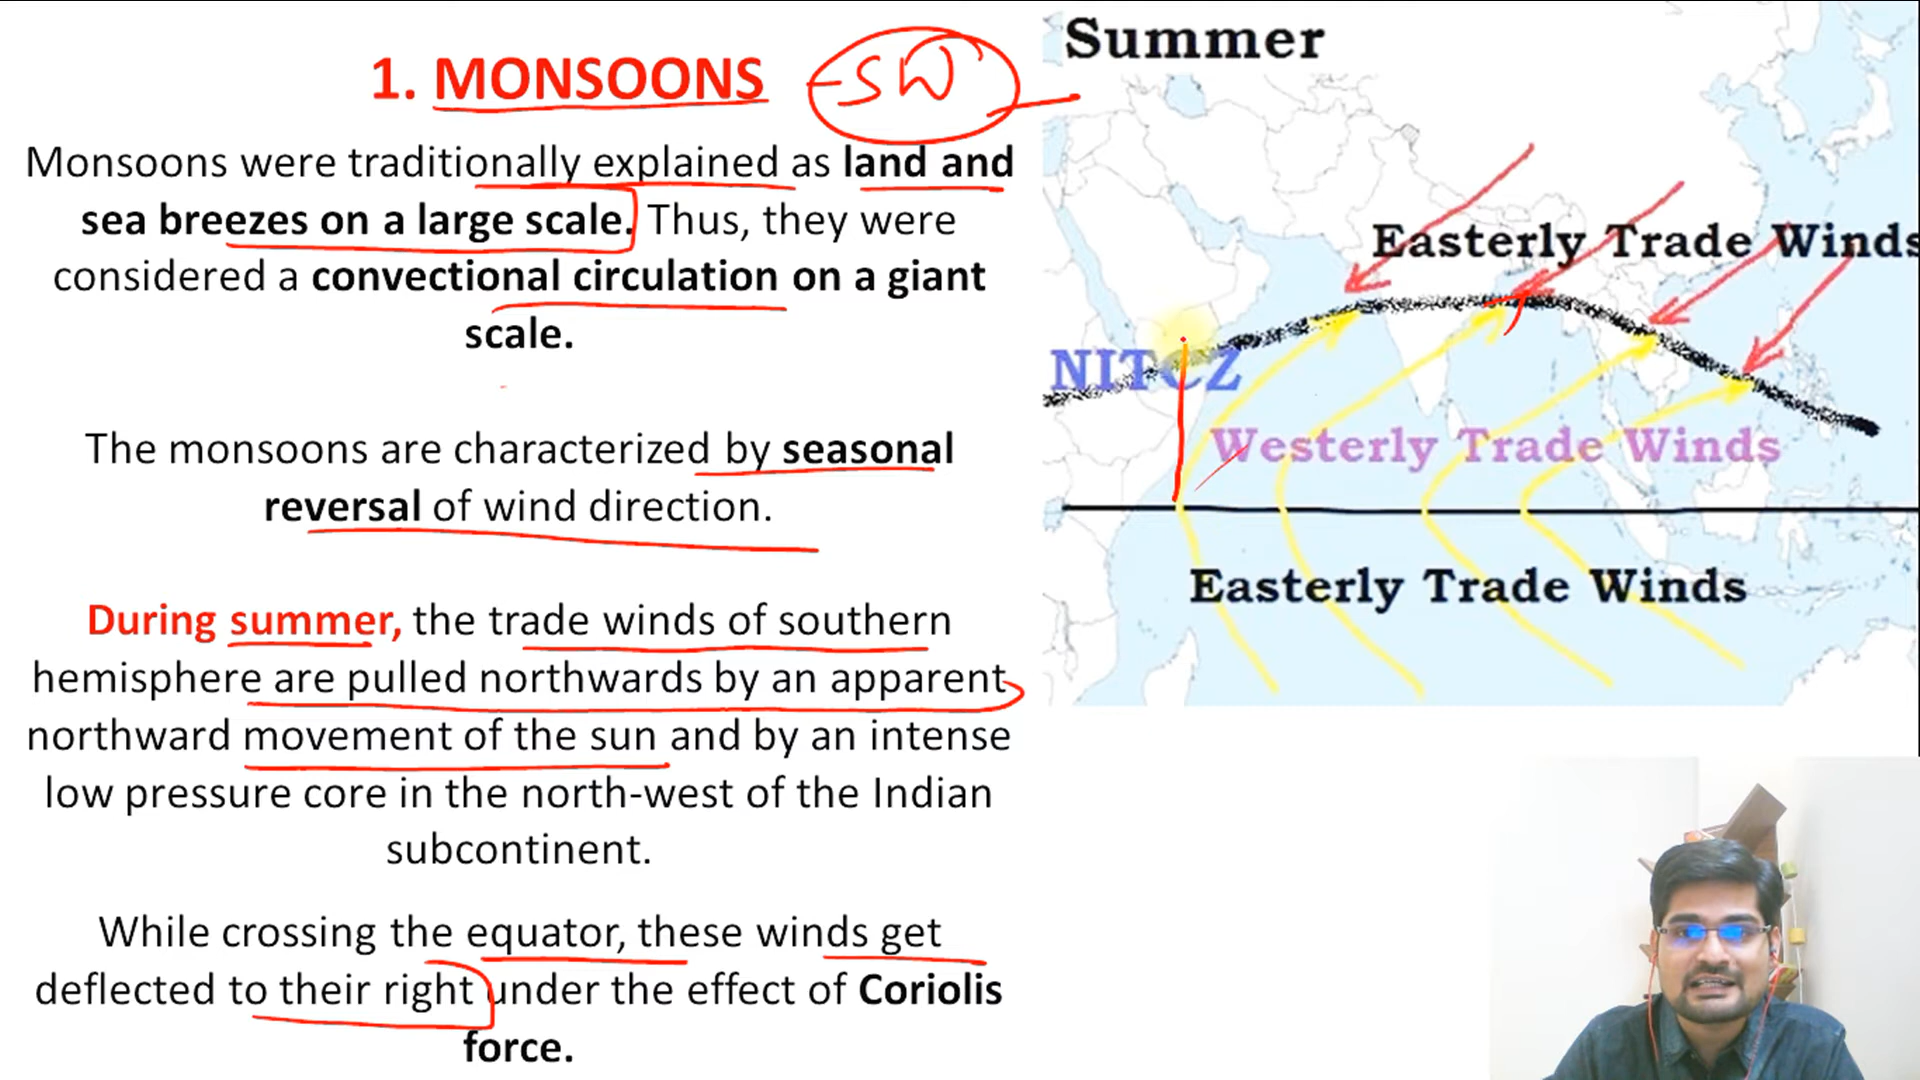 1. MONSOONS
SW
Monsoons were traditionally explained as land and
sea breezes on a large scale. Thus, they were
considered a convectional circulation on a giant
scale.
The monsoons are characterized by seasonal
reversal of wind direction.
During summer, the trade winds of southern
hemisphere are pulled northwards by an apparent
northward movement of the sun and by an intense
low pressure core in the north-west of the Indian
subcontinent.
While crossing the equator, these winds get
deflected to their right under the effect of Coriolis
force.
Summer
Easterly Trade Winds
NITCZ
Westerly Trade Winds
Easterly Trade Winds